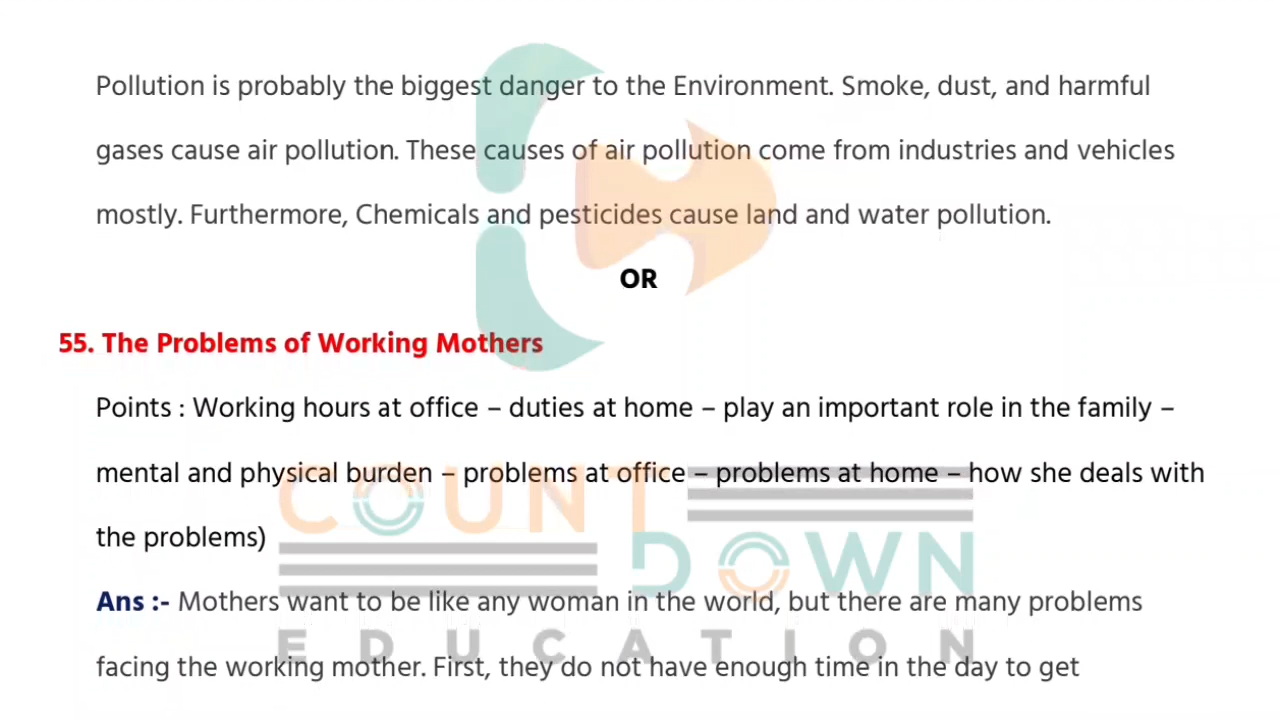 Pollution is probably the biggest danger to the Environment. Smoke, dust, and harmful
gases cause air pollution. These causes of air pollution come from industries and vehicles
mostly. Furthermore, Chemicals and pesticides cause land and water pollution.
OR
55. The Problems of Working Mothers
Points : Working hours at office – duties at home – play an important role in the family –
mental and physical burden – problems at office – problems at home – how she deals with
the problems)
COUNT
DOWN
Ans :- Mothers want to be like any woman in the world, but there are many problems
EDUCATION
facing the working mother. First, they do not have enough time in the day to get